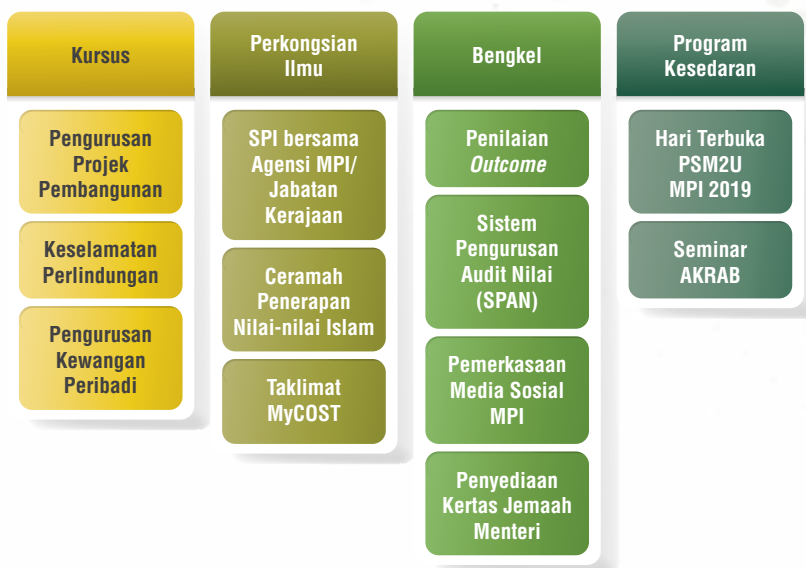 Kursus
Pengurusan
Projek
Pembangunan
Keselamatan
Perlindungan
Pengurusan
Kewangan
Peribadi
Perkongsian
Ilmu
SPI bersama
Agensi MPI/
Jabatan
Kerajaan
Ceramah
Penerapan
Nilai-nilai Islam
Taklimat
MyCOST
Bengkel
Penilaian
Outcome
Sistem
Pengurusan
Audit Nilai
(SPAN)
Pemerkasaan
Media Sosial
MPI
Penyediaan
Kertas Jemaah
Menteri
Program
Kesedaran
Hari Terbuka
PSM2U
MPI 2019
Seminar
AKRAB